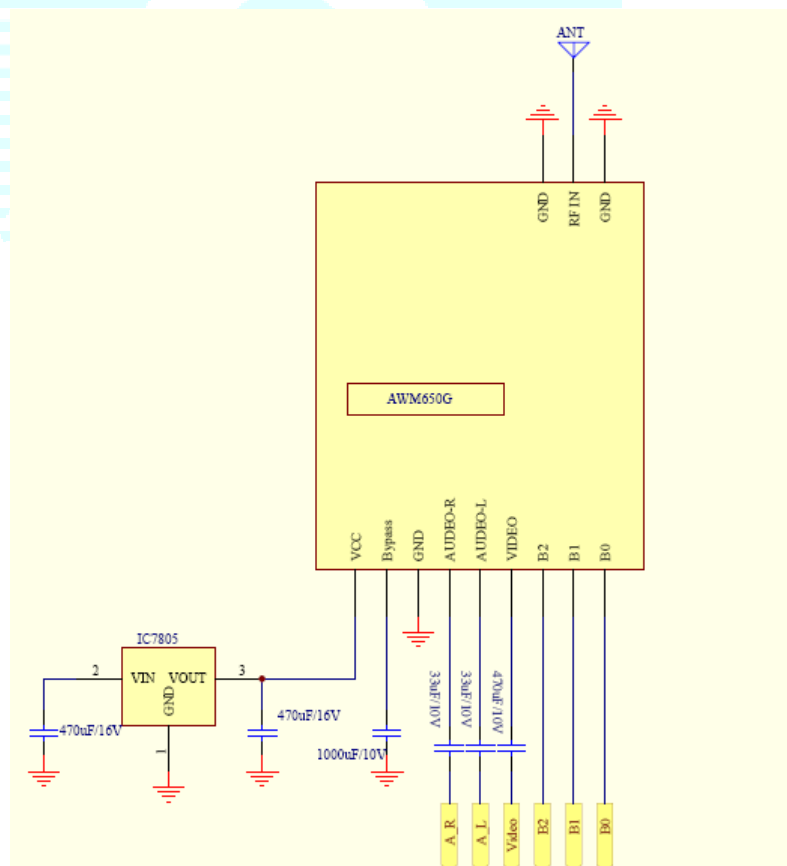 ANT
GND
RF IN
GND
AWM650G
VCC
Bypass
GND
AUDEO-R
AUDEO-L
VIDEO
B2
B1
B0
IC7805
2
VIN
VOUT
3
GND
1
470uF/16V
470uF/16V
1000uF/10V
33uF/10V
33uF/10V
470uF/10V
A_R
A_L
Video
B2
B1
B0